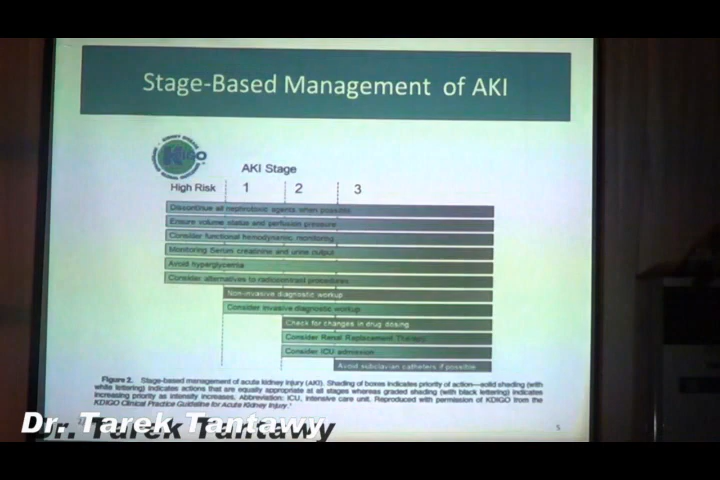 Stage-Based Management of AKI
KIDIGO
AKI Stage
High Risk 1 2 3
Discontinue all nephrotoxic agents when possible
Ensure volume status and perfusion pressure
Consider functional hemodynamic monitoring
Monitoring Serum creatinine and urine output
Avoid hyperglycemia
Consider alternatives to radiocontrast procedures
Non-invasive diagnostic workup
Consider invasive diagnostic workup
Check for changes in drug dosing
Consider Renal Replacement Therapy
Consider ICU admission
Avoid subclavian catheters if possible
Figure 2. Stage-based management of acute kidney injury (AKI). Shading of boxes indicates priority of action—solid shading (with
white lettering) indicates actions that are equally appropriate at all stages whereas graded shading (with black lettering) indicates
increasing priority as intensity increases. Abbreviation: ICU, intensive care unit. Reproduced with permission of KDIGO from the
KDIGO Clinical Practice Guideline for Acute Kidney Injury.
5
Dr. Tarek Tantawy